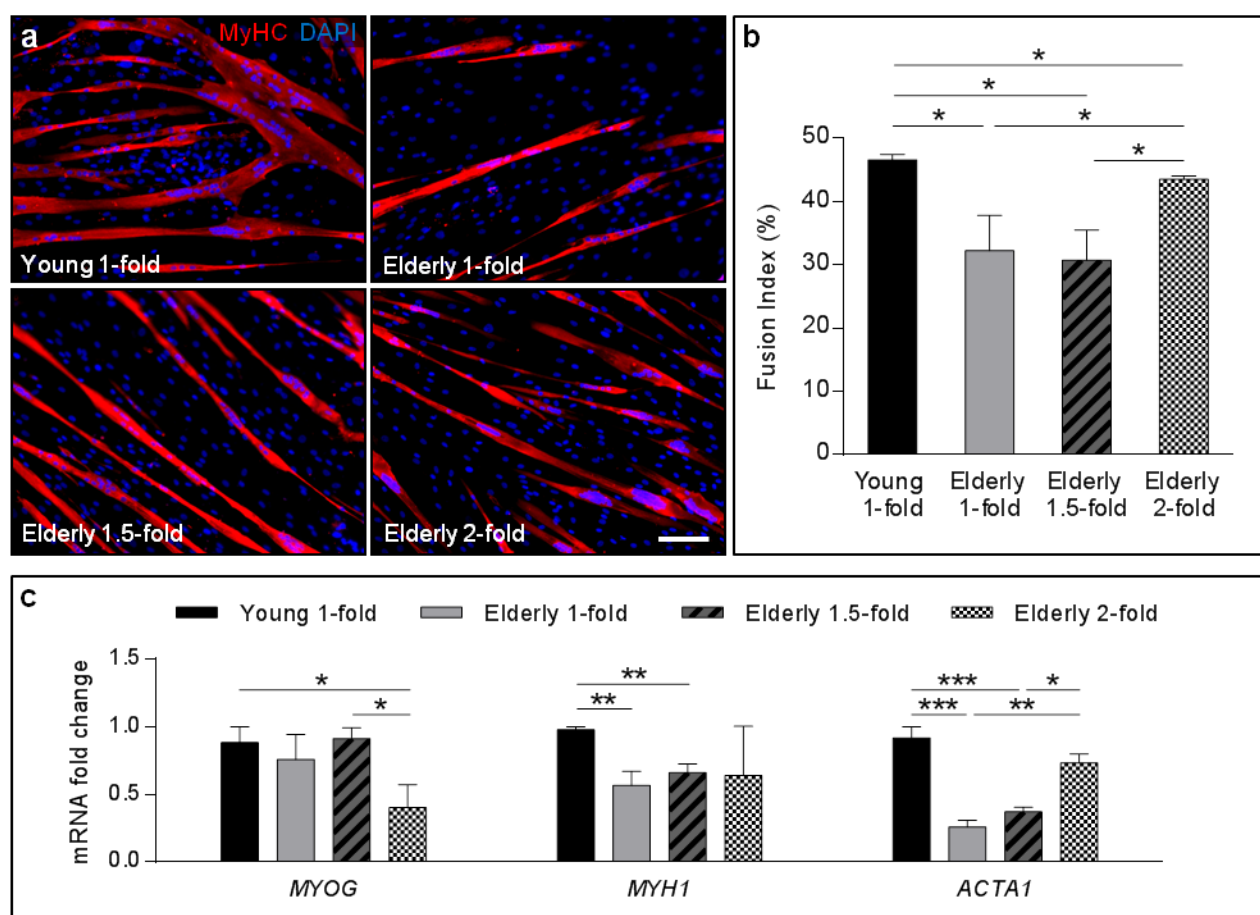 a
MyHC DAPI
Young 1-fold
Elderly 1-fold
Elderly 1.5-fold
Elderly 2-fold
b
*
*
* *
*
50
40
30
20
10
0
Fusion Index (%)
Young 1-fold
Elderly 1-fold
Elderly 1.5-fold
Elderly 2-fold
c
Young 1-fold Elderly 1-fold Elderly 1.5-fold Elderly 2-fold
mRNA fold change
1.5
1.0
0.5
0.0
*
*
**
**
*** *
*** **
MYOG MYH1 ACTA1